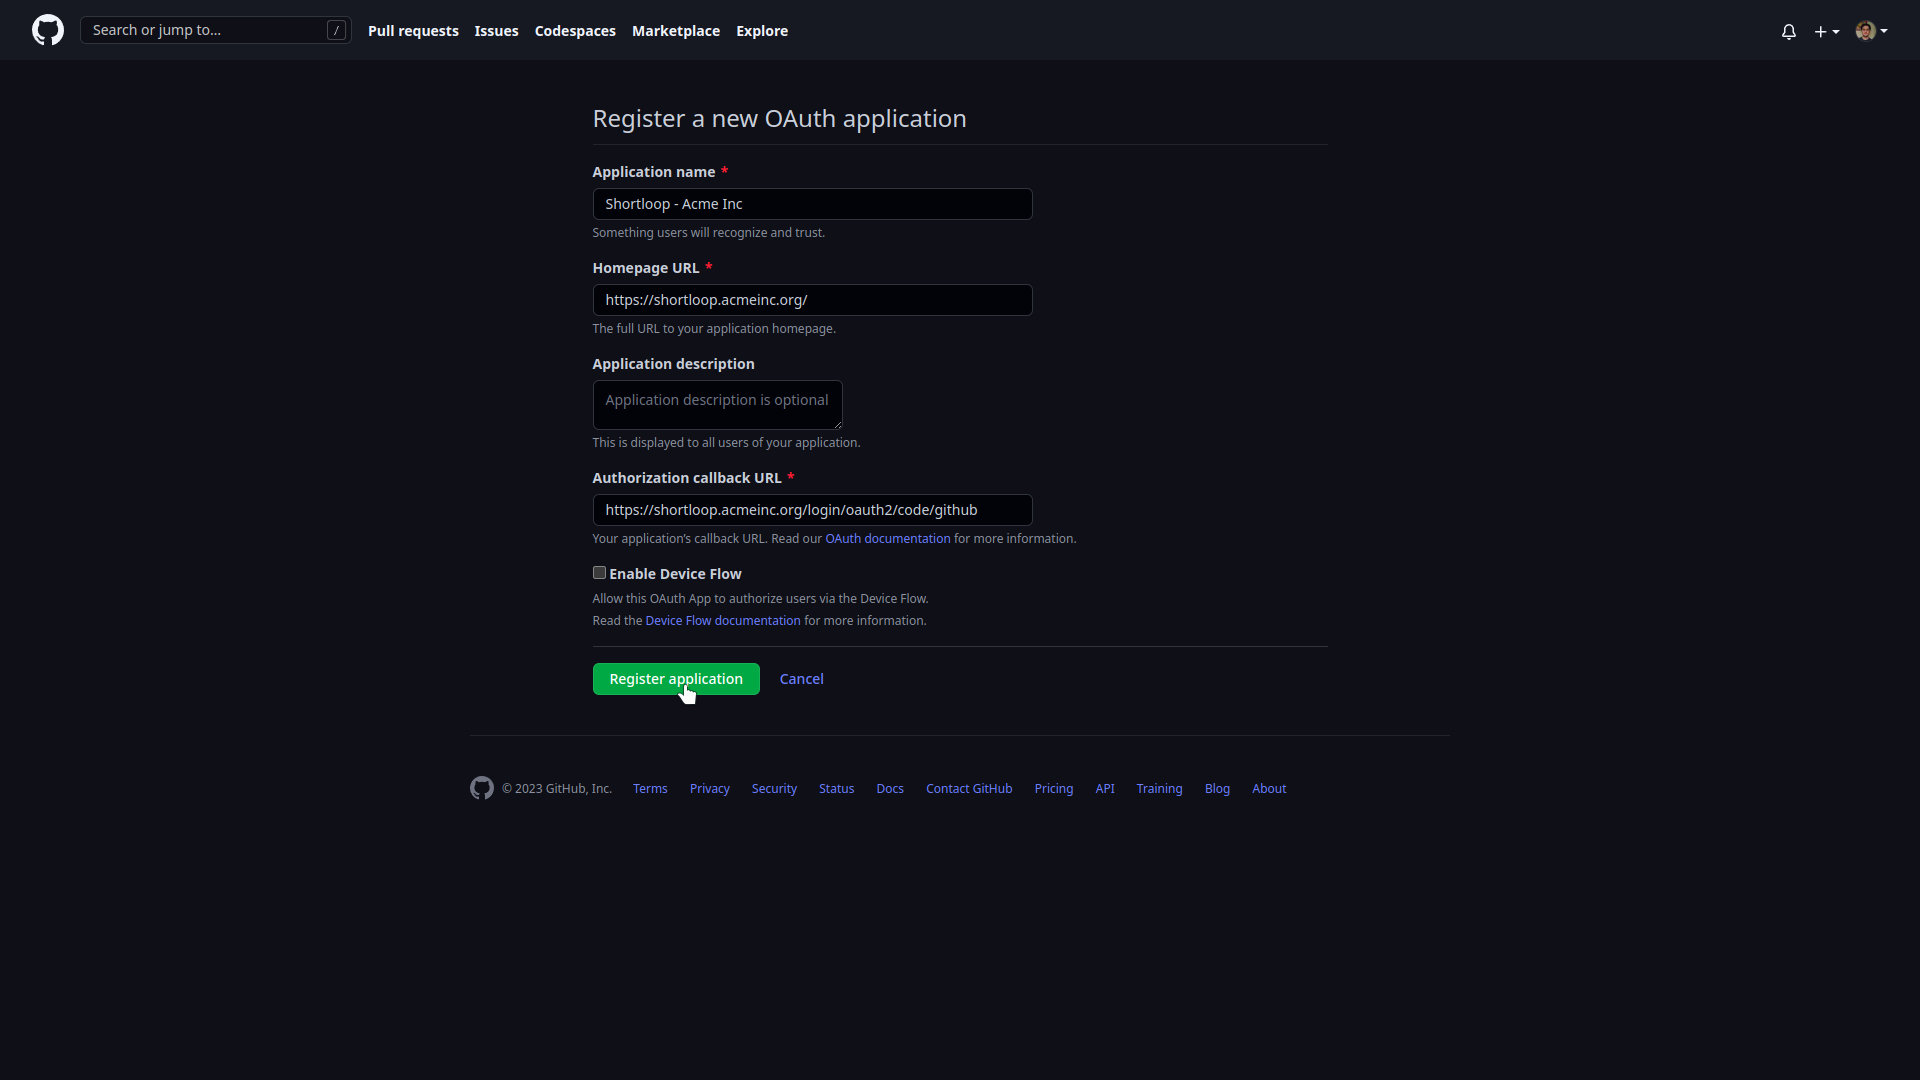 Search or jump to... /
Pull requests Issues Codespaces Marketplace Explore
Register a new OAuth application
Application name *
Shortloop - Acme Inc
Something users will recognize and trust.
Homepage URL *
https://shortloop.acmeinc.org/
The full URL to your application homepage.
Application description
Application description is optional
This is displayed to all users of your application.
Authorization callback URL *
https://shortloop.acmeinc.org/login/oauth2/code/github
Your application’s callback URL. Read our OAuth documentation for more information.
Enable Device Flow
Allow this OAuth App to authorize users via the Device Flow.
Read the Device Flow documentation for more information.
Register application Cancel
© 2023 GitHub, Inc. Terms Privacy Security Status Docs Contact GitHub Pricing API Training Blog About